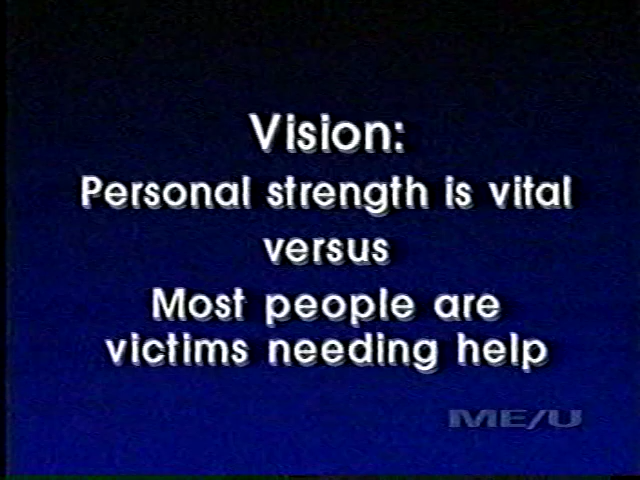 Vision:
Personal strength is vital
versus
Most people are
victims needing help
ME/U